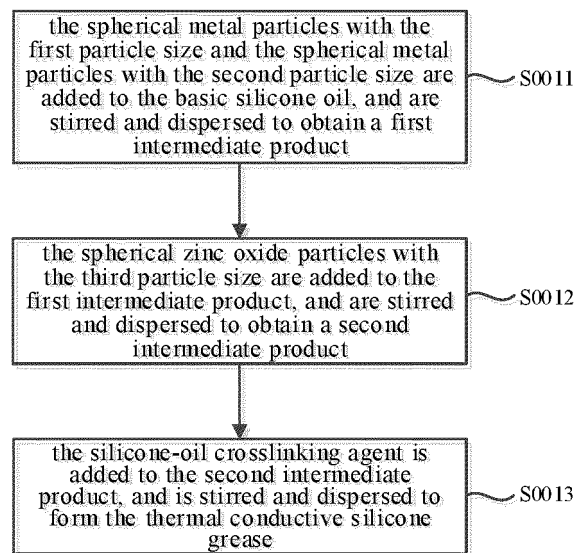 the spherical metal particles with the
first particle size and the spherical metal
particles with the second particle size are
added to the basic silicone oil, and are
stirred and dispersed to obtain a first
intermediate product
S0011
the spherical zinc oxide particles with
the third particle size are added to the
first intermediate product, and are stirred
and dispersed to obtain a second
intermediate product
S0012
the silicone-oil crosslinking agent is
added to the second intermediate
product, and is stirred and dispersed to
form the thermal conductive silicone
grease
S0013